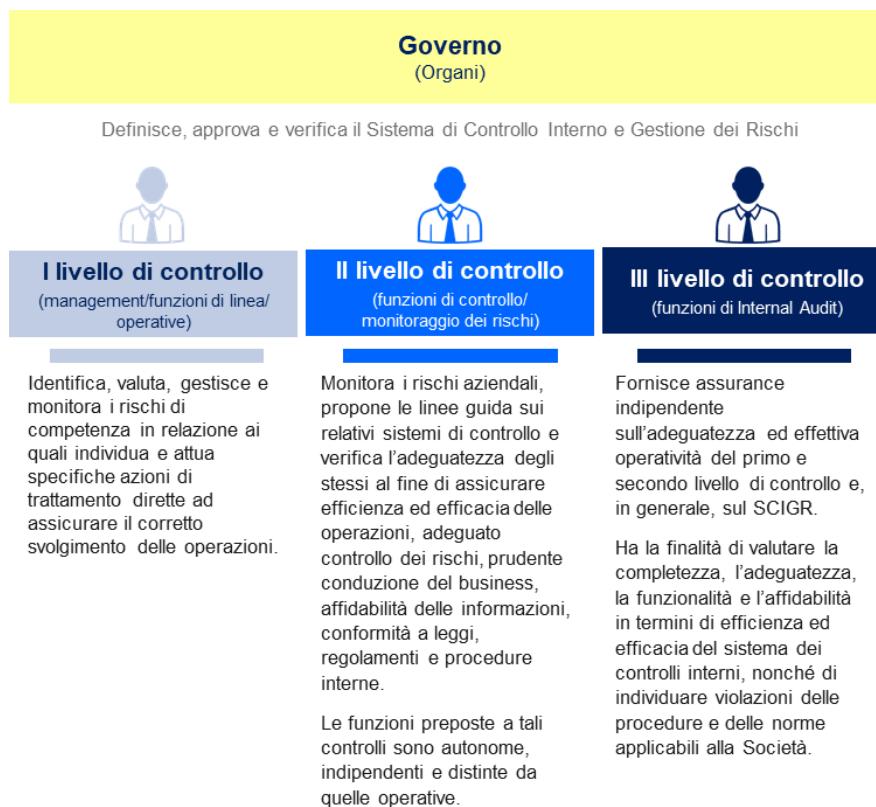 Governo
(Organi)
Definisce, approva e verifica il Sistema di Controllo Interno e Gestione dei Rischi
I livello di controllo
(management/funzioni di linea/
operative)
Identifica, valuta, gestisce e
monitora i rischi di
competenza in relazione ai
quali individua e attua
specifiche azioni di
trattamento dirette ad
assicurare il corretto
svolgimento delle operazioni.
II livello di controllo
(funzioni di controllo/
monitoraggio dei rischi)
Monitora i rischi aziendali,
propone le linee guida sui
relativi sistemi di controllo e
verifica l'adeguatezza degli
stessi al fine di assicurare
efficienza ed efficacia delle
operazioni, adeguato
controllo dei rischi, prudente
conduzione del business,
affidabilità delle informazioni,
conformità a leggi,
regolamenti e procedure
interne.
Le funzioni preposte a tali
controlli sono autonome,
indipendenti e distinte da
quelle operative.
III livello di controllo
(funzioni di Internal Audit)
Fornisce assurance
indipendente
sull'adeguatezza ed effettiva
operatività del primo e
secondo livello di controllo e,
in generale, sul SCIGR.
Ha la finalità di valutare la
completezza, l'adeguatezza,
la funzionalità e l'affidabilità
in termini di efficienza ed
efficacia del sistema dei
controlli interni, nonché di
individuare violazioni delle
procedure e delle norme
applicabili alla Società.